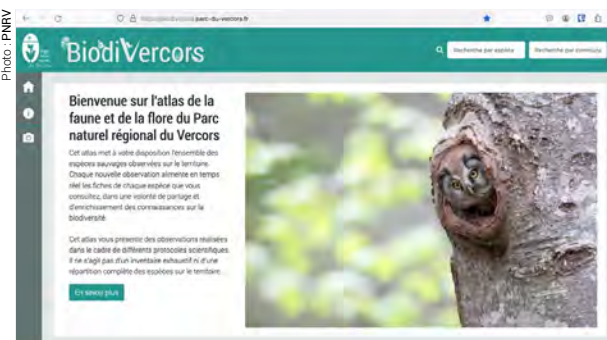 Photo : PNRV
parc-du-vercors.fr
BiodiVercors
Recherche par espèce
Recherche par commune
Bienvenue sur l'atlas de la
faune et de la flore du Parc
naturel régional du Vercors
Cet atlas met à votre disposition l'ensemble des
espèces sauvages observées sur le territoire.
Chaque nouvelle observation alimente en temps
réel les fiches de chaque espèce que vous
consultez, dans une volonté de partage et
d'enrichissement des connaissances sur la
biodiversité.
Cet atlas vous présente des observations réalisées
dans le cadre de différents protocoles scientifiques.
Il ne s'agit pas d'un inventaire exhaustif ni d'une
répartition complète des espèces sur le territoire.
En savoir plus